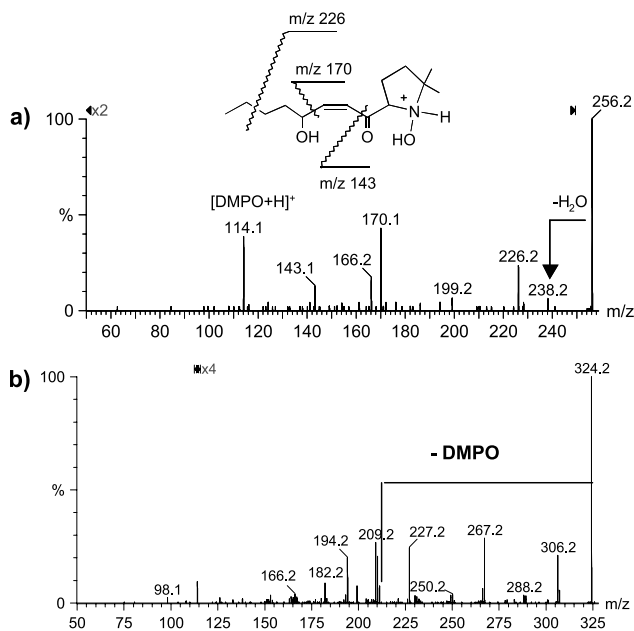 m/z 226
m/z 170
+
N
H
HO
O
OH
m/z 143
a)
x2
256.2
100
%
0
[DMPO+H]+
114.1
143.1
166.2
170.1
199.2
226.2
238.2
-H₂O
60 80 100 120 140 160 180 200 220 240 m/z
b)
x4
324.2
100
%
0
- DMPO
98.1
166.2
182.2
194.2
209.2
227.2
250.2
267.2
288.2
306.2
50 75 100 125 150 175 200 225 250 275 300 325 m/z